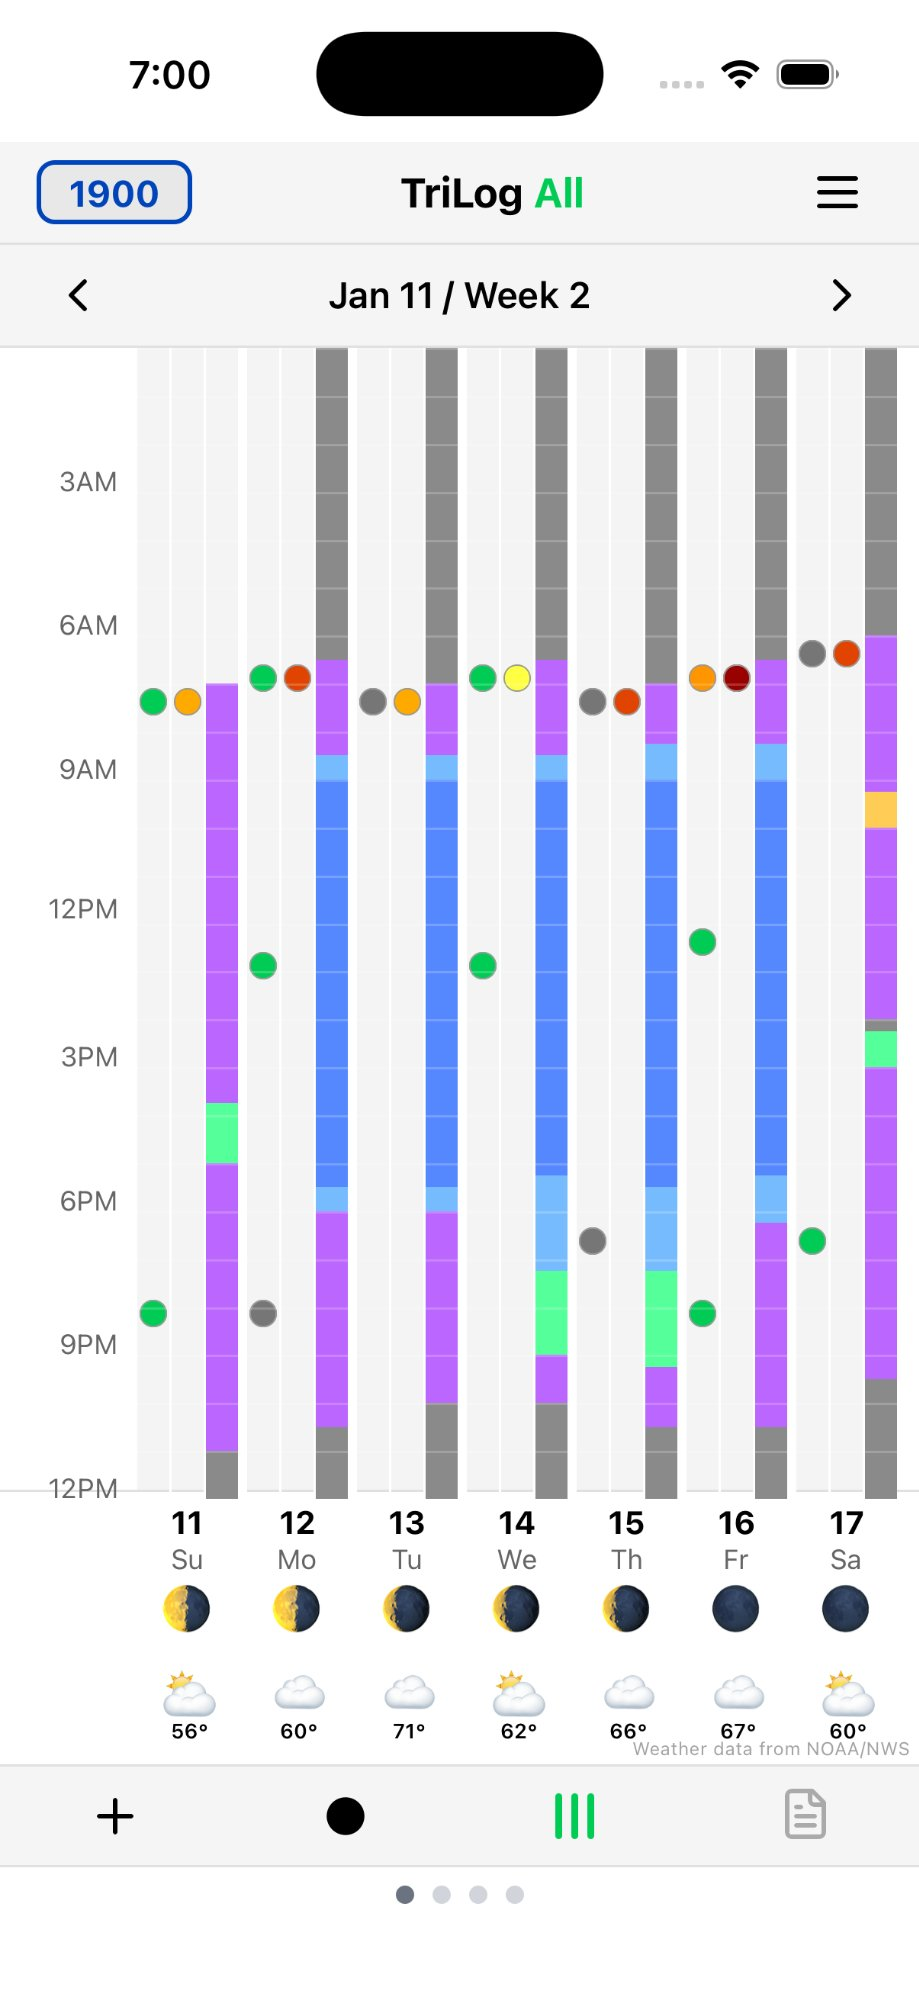 7:00
1900
TriLog All
Jan 11 / Week 2
3AM
6AM
9AM
12PM
3PM
6PM
9PM
12PM
11 12 13 14 15 16 17
Su Mo Tu We Th Fr Sa
56° 60° 71° 62° 66° 67° 60°
Weather data from NOAA/NWS